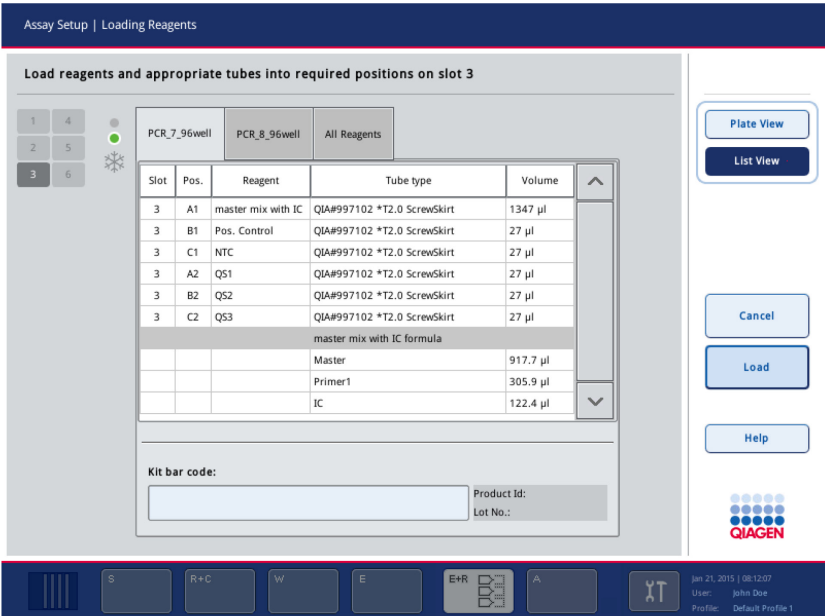 Assay Setup | Loading Reagents
Load reagents and appropriate tubes into required positions on slot 3
1 4
2 5
3 6
PCR_7_96well PCR_8_96well All Reagents
Slot Pos. Reagent Tube type Volume
3 A1 master mix with IC QIA#997102 *T2.0 ScrewSkirt 1347 µl
3 B1 Pos. Control QIA#997102 *T2.0 ScrewSkirt 27 µl
3 C1 NTC QIA#997102 *T2.0 ScrewSkirt 27 µl
3 A2 QS1 QIA#997102 *T2.0 ScrewSkirt 27 µl
3 B2 QS2 QIA#997102 *T2.0 ScrewSkirt 27 µl
3 C2 QS3 QIA#997102 *T2.0 ScrewSkirt 27 µl
master mix with IC formula
Master 917.7 µl
Primer1 305.9 µl
IC 122.4 µl
Kit bar code:
Product Id:
Lot No.:
Plate View
List View
Cancel
Load
Help
QIAGEN
S R+C W E E+R A
Jan 21, 2015 | 08:12:07
User: John Doe
Profile: Default Profile 1